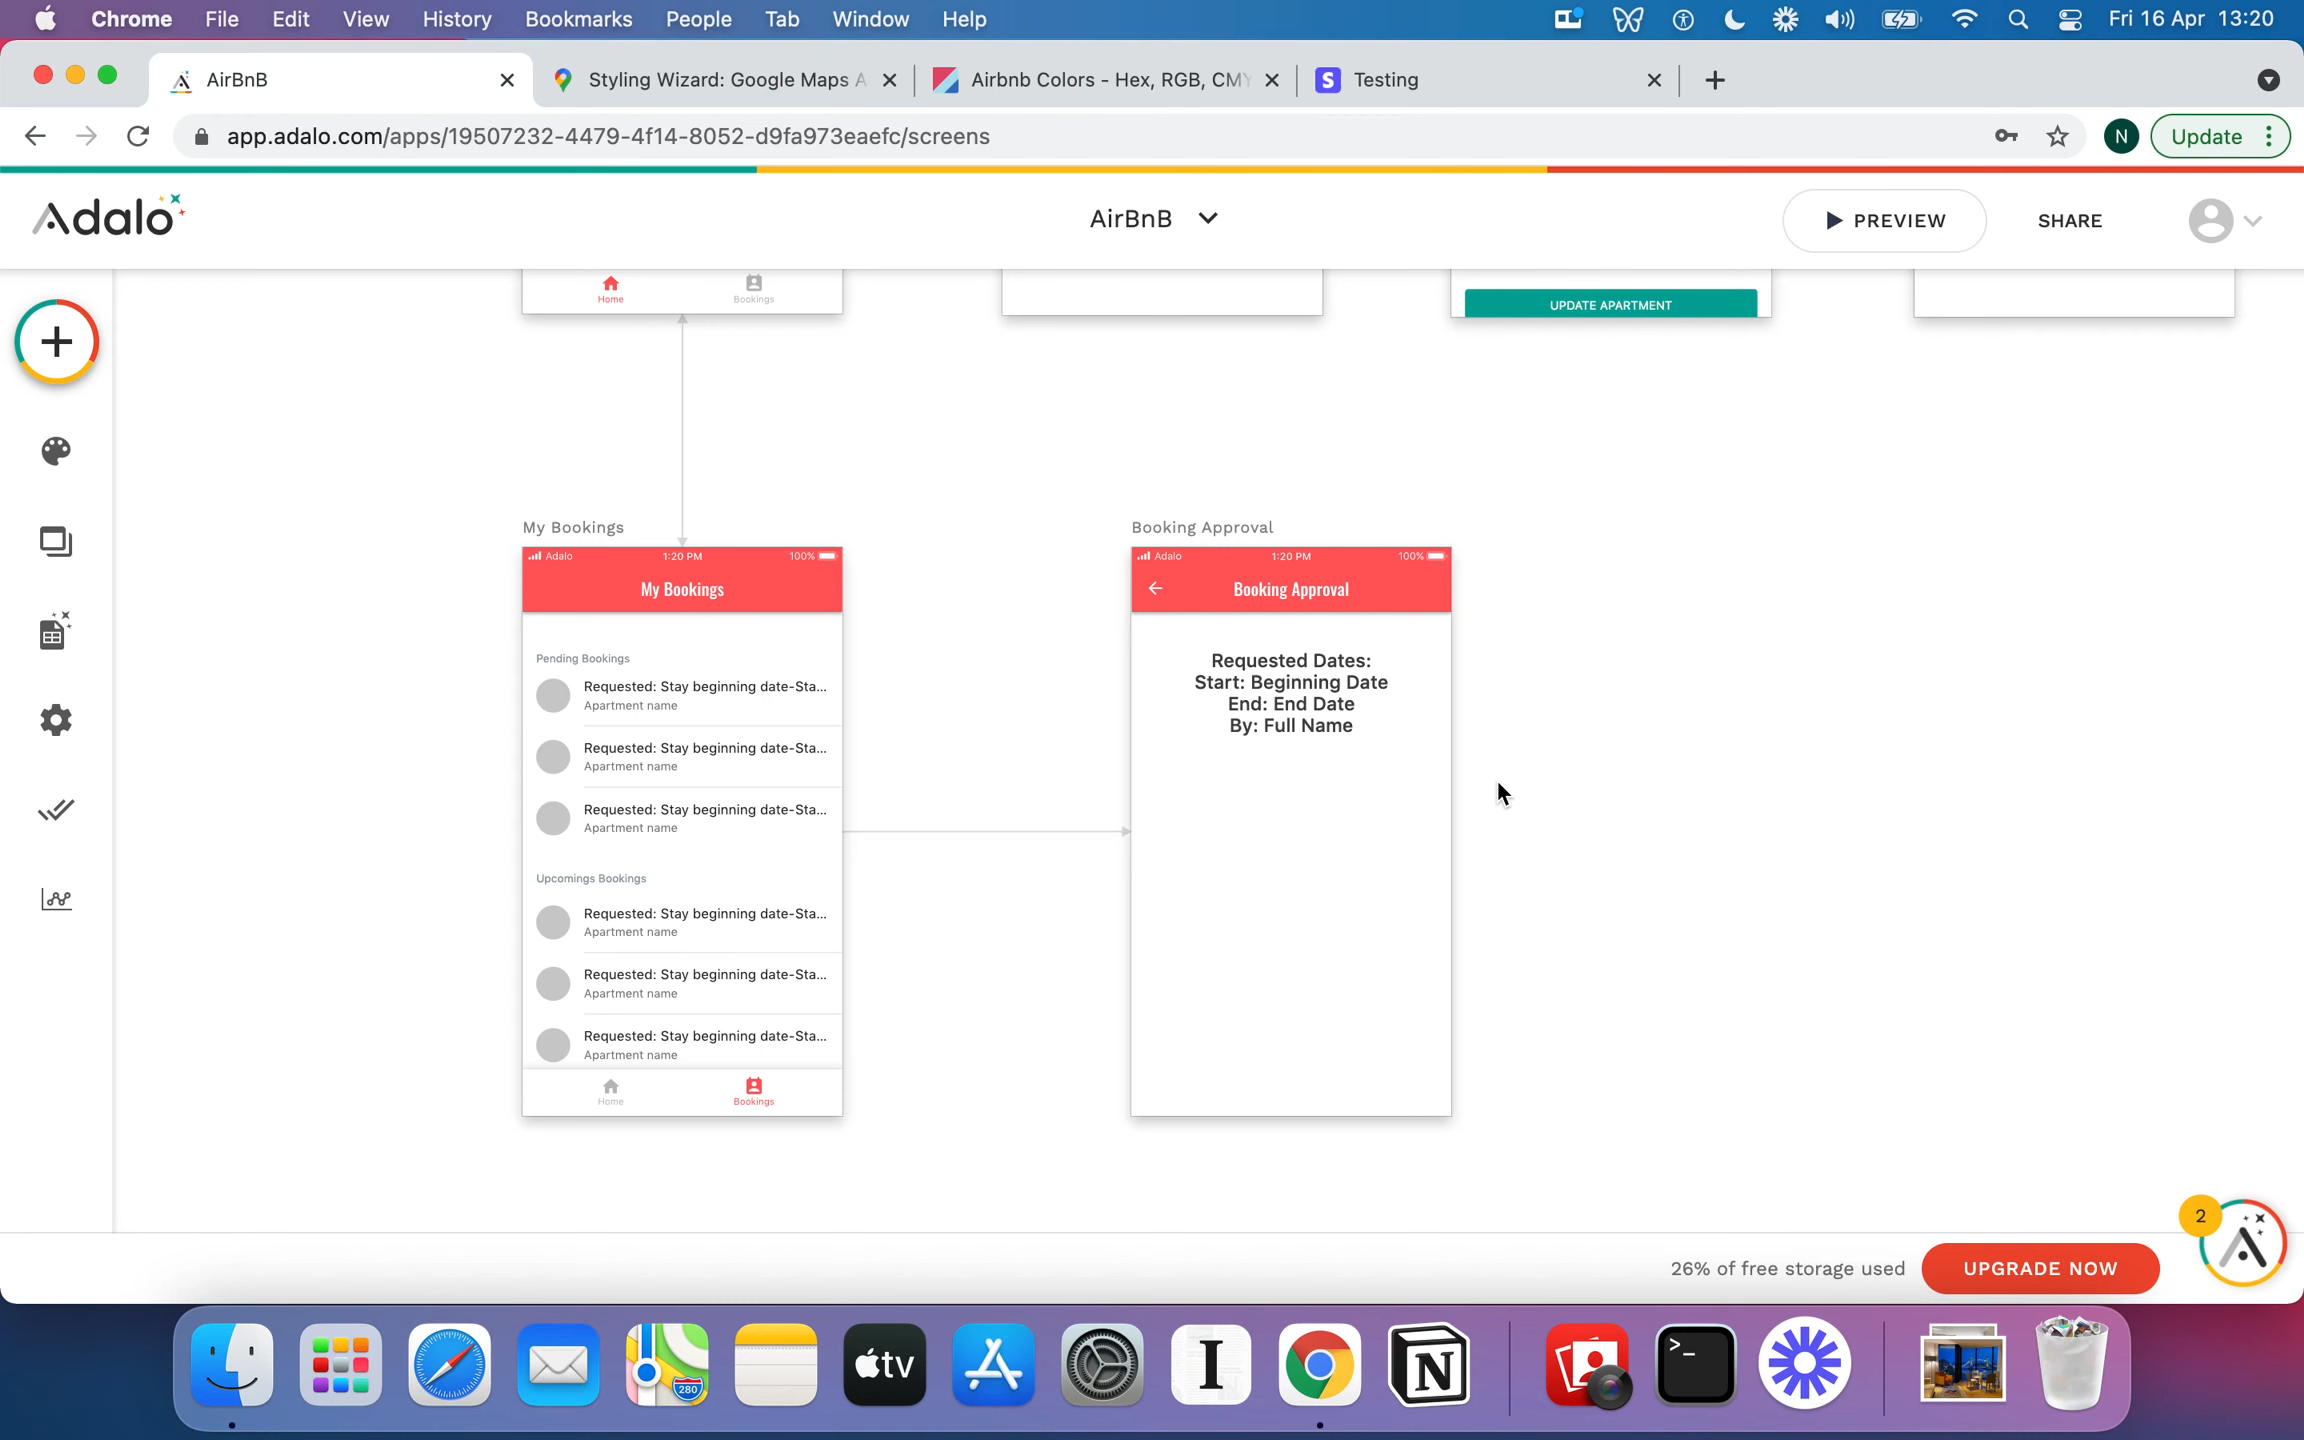 Chrome File Edit View History Bookmarks People Tab Window Help Fri 16 Apr 13:20
AirBnB
Styling Wizard: Google Maps A
Airbnb Colors - Hex, RGB, CMY
S Testing
app.adalo.com/apps/19507232-4479-4f14-8052-d9fa973eaefc/screens
N
Update
Adalo
AirBnB
PREVIEW
SHARE
Home
Bookings
UPDATE APARTMENT
My Bookings
Adalo 1:20 PM 100%
My Bookings
Pending Bookings
Requested: Stay beginning date-Sta...
Apartment name
Requested: Stay beginning date-Sta...
Apartment name
Requested: Stay beginning date-Sta...
Apartment name
Upcomings Bookings
Requested: Stay beginning date-Sta...
Apartment name
Requested: Stay beginning date-Sta...
Apartment name
Requested: Stay beginning date-Sta...
Apartment name
Home
Bookings
Booking Approval
Adalo 1:20 PM 100%
Booking Approval
Requested Dates:
Start: Beginning Date
End: End Date
By: Full Name
26% of free storage used
UPGRADE NOW
2
280
tv
I
>_
N